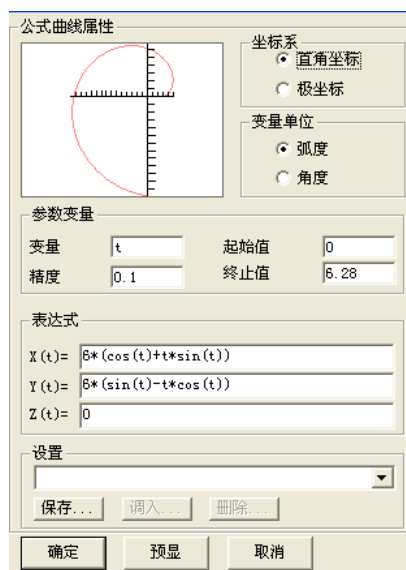 公式曲线属性
坐标系
直角坐标
极坐标
变量单位
弧度
角度
参数变量
变量 t 起始值 0
精度 0.1 终止值 6.28
表达式
X(t)= 6*(cos(t)+t*sin(t))
Y(t)= 6*(sin(t)-t*cos(t))
Z(t)= 0
设置
保存... 调入... 删除...
确定 预显 取消